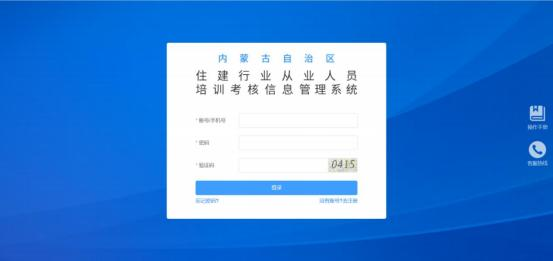 内蒙古自治区
住建行业从业人员
培训考核信息管理系统
* 账号/手机号
* 密码
* 验证码
0415
登录
忘记密码?
没有账号?去注册
操作手册
客服热线